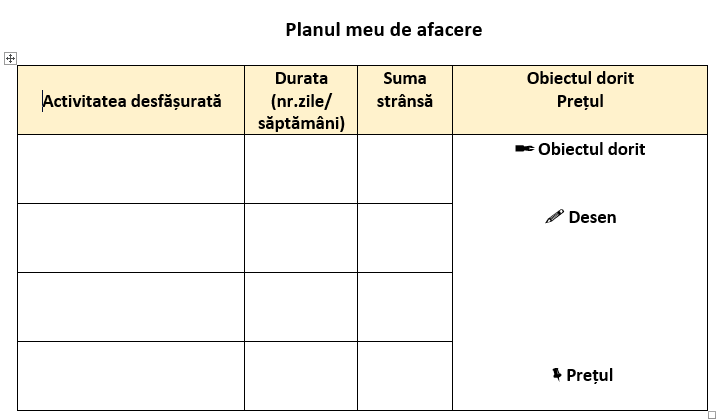 Planul meu de afacere
Activitatea desfășurată
Durata
(nr.zile/
săptămâni)
Suma
strânsă
Obiectul dorit
Prețul
Obiectul dorit
Desen
Prețul